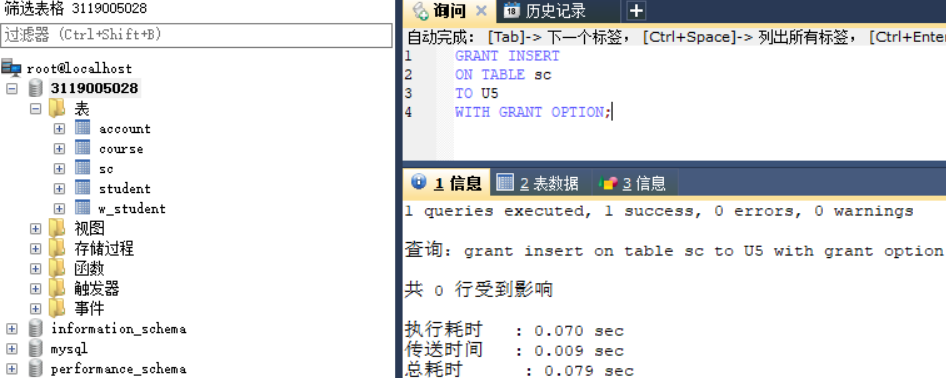 筛选表格 3119005028
过滤器 (Ctrl+Shift+B)
root@localhost
3119005028
表
account
course
sc
student
w_student
视图
存储过程
函数
触发器
事件
information_schema
mysql
performance_schema
询问
历史记录
自动完成: [Tab]-> 下一个标签, [Ctrl+Space]-> 列出所有标签, [Ctrl+Enter
1 GRANT INSERT
2 ON TABLE sc
3 TO U5
4 WITH GRANT OPTION;
1 信息
2 表数据
3 信息
1 queries executed, 1 success, 0 errors, 0 warnings
查询: grant insert on table sc to U5 with grant option
共 0 行受到影响
执行耗时 : 0.070 sec
传送时间 : 0.009 sec
总耗时 : 0.079 sec